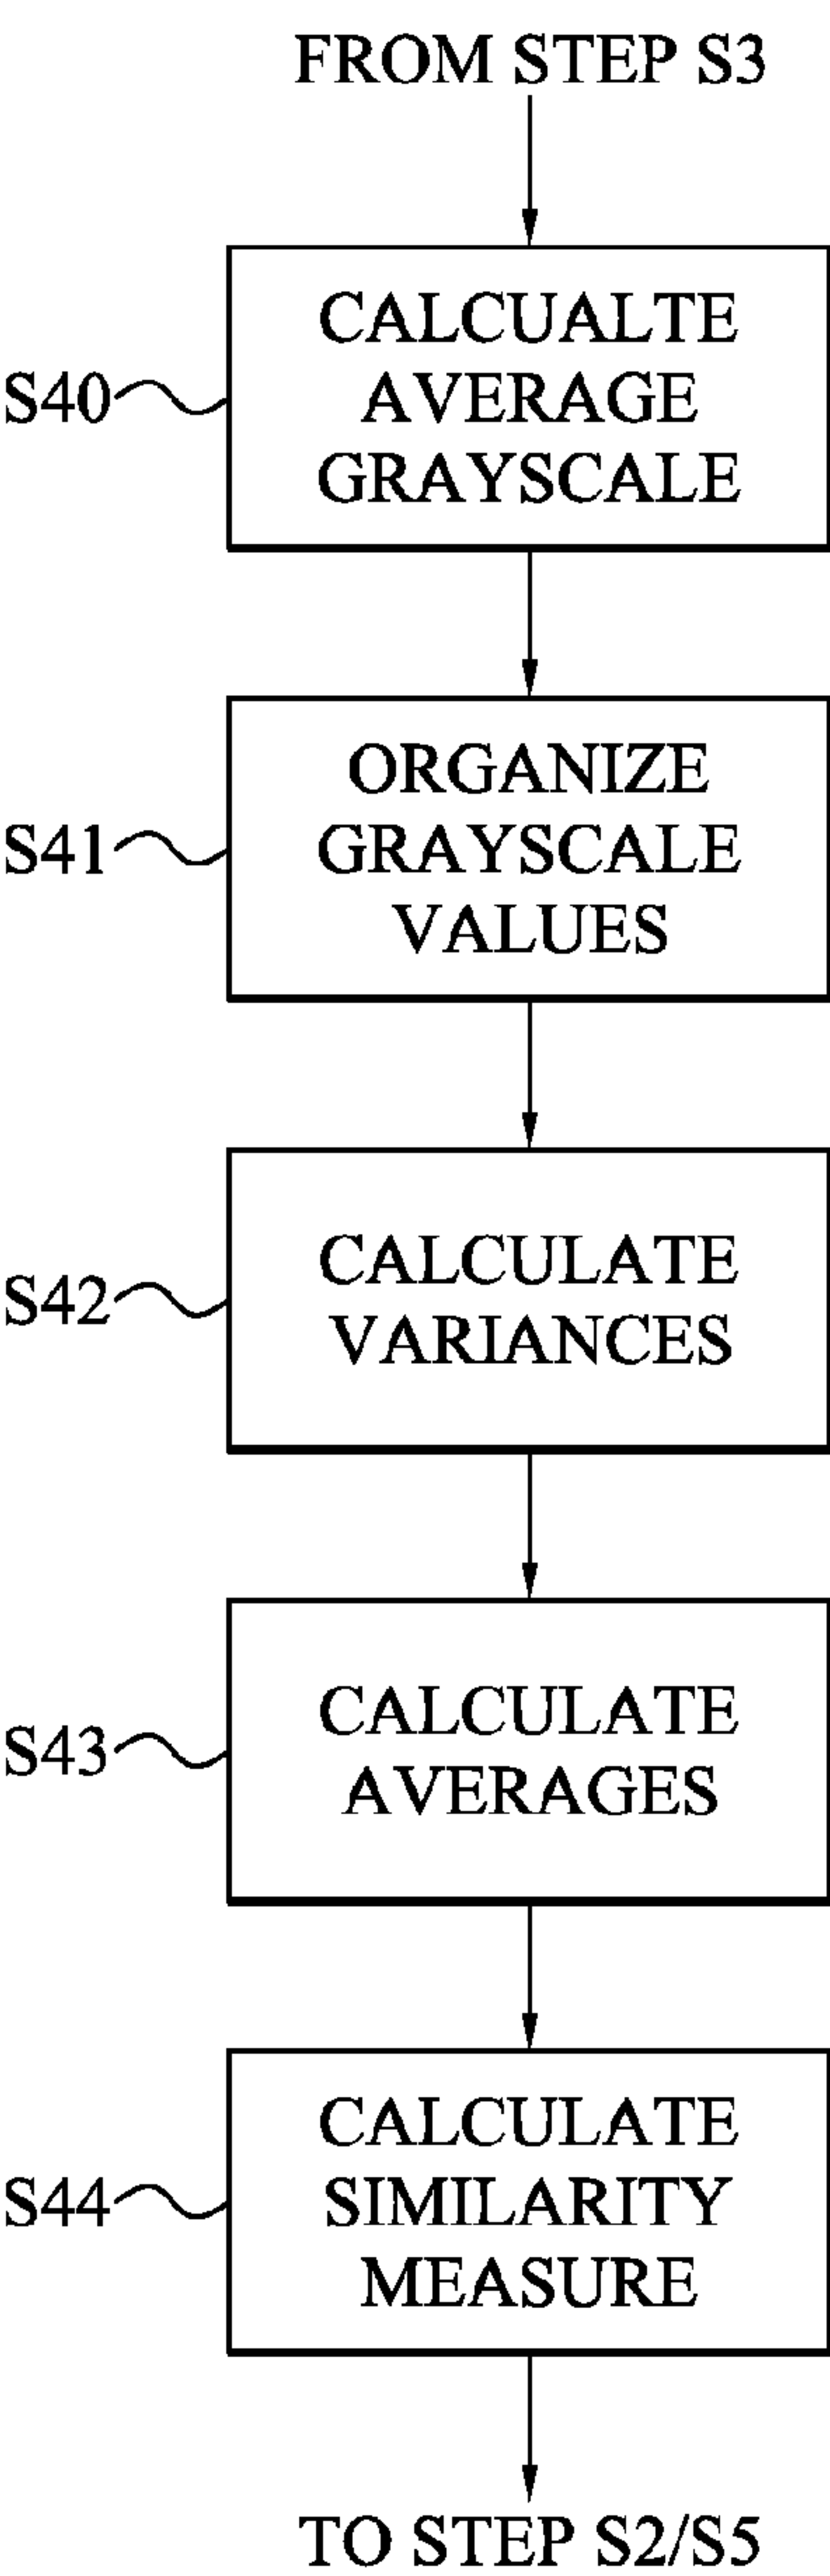 FROM STEP S3
S40
CALCUALTE
AVERAGE
GRAYSCALE
S41
ORGANIZE
GRAYSCALE
VALUES
S42
CALCULATE
VARIANCES
S43
CALCULATE
AVERAGES
S44
CALCULATE
SIMILARITY
MEASURE
TO STEP S2/S5